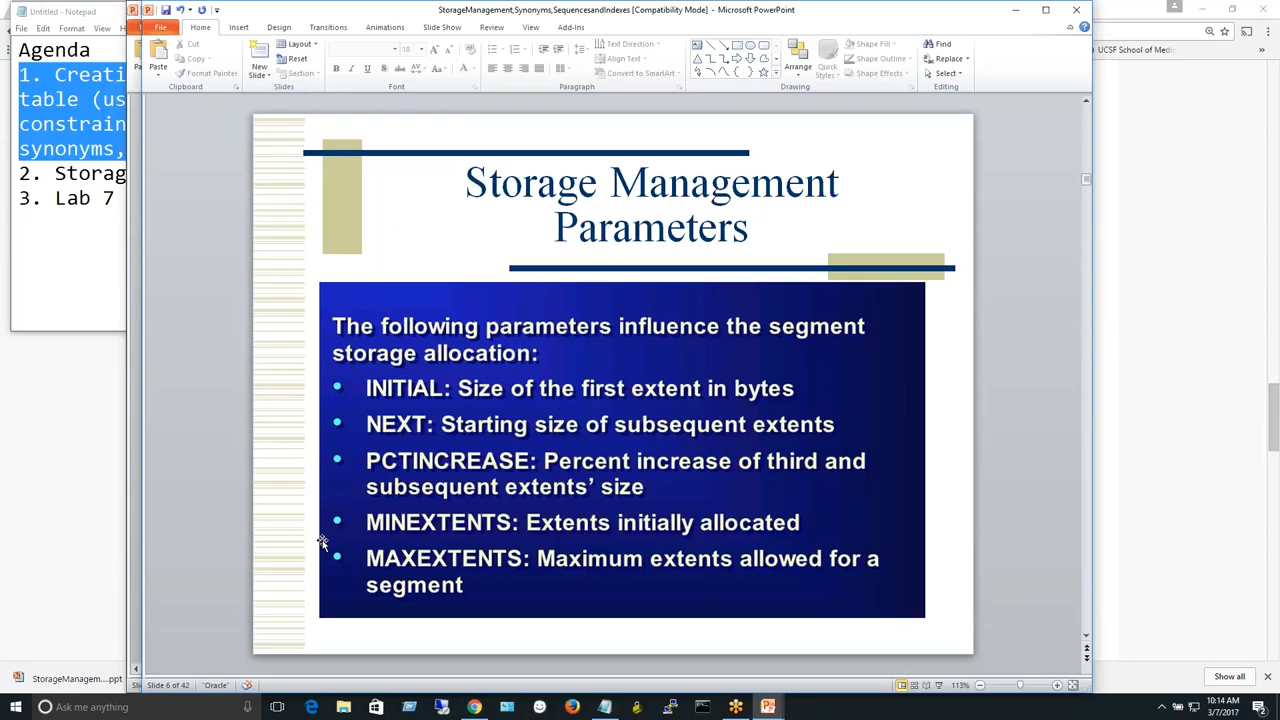 Untitled - Notepad
File Edit Format View
Agenda
1. Creati
table (us
constrain
synonyms,
2 Storag
3. Lab 7
StorageManagement,Synonyms,SequencesandIndexes [Compatibility Mode] - Microsoft PowerPoint
File Home Insert Design Transitions Animations Slide Show Review View Add-Ins
Paste
Cut
Copy
Format Painter
Clipboard
New
Slide
Layout
Reset
Section
Slides
18
B I U S abc AV Aa A
Font
Text Direction
Align Text
Convert to SmartArt
Paragraph
Arrange
Quick
Styles
Shape Fill
Shape Outline
Shape Effects
Drawing
Find
Replace
Select
Editing
UCSF School of Medic
Storage Management
Parameters
The following parameters influence the segment
storage allocation:
• INITIAL: Size of the first extent in bytes
• NEXT: Starting size of subsequent extents
• PCTINCREASE: Percent increase of third and
subsequent extents’ size
• MINEXTENTS: Extents initially allocated
• MAXEXTENTS: Maximum extents allowed for a
segment
StorageManagem....ppt
Slide 6 of 42 "Oracle" 113%
Show all
Ask me anything
10:14 AM
3/7/2017